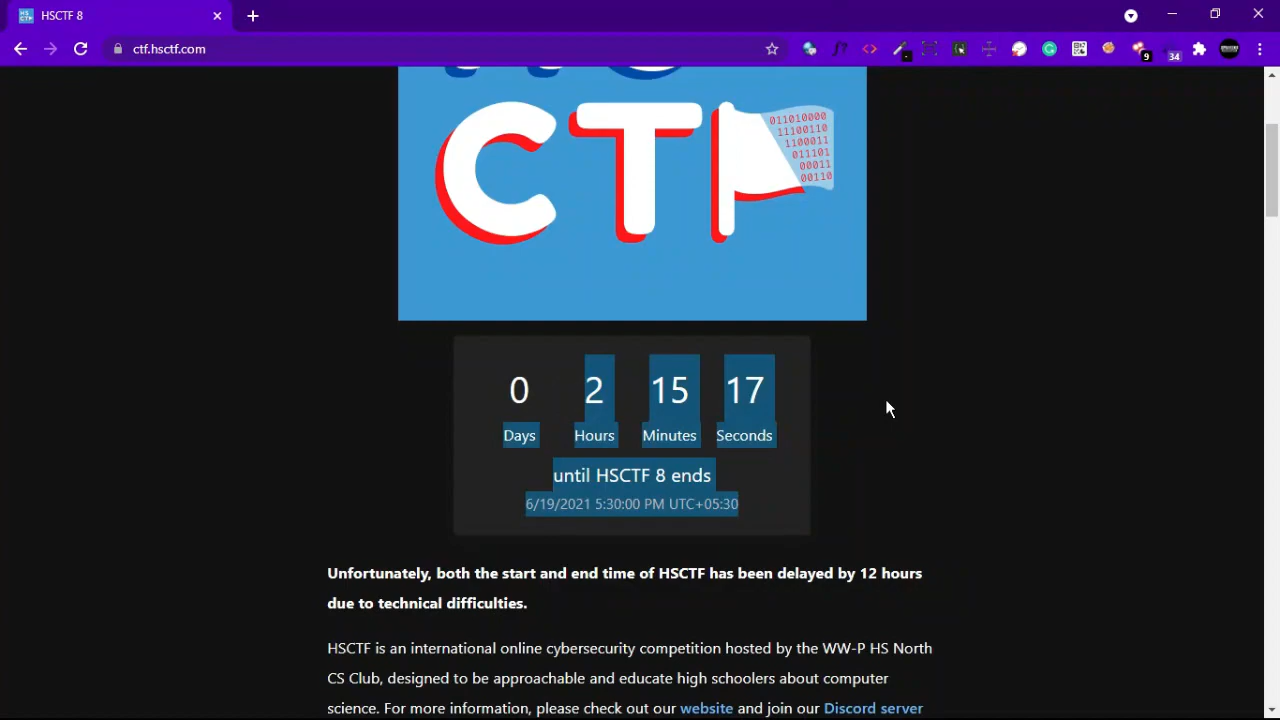 HSCTF 8
ctf.hsctf.com
9
34
CTF
011010000
11100110
1100011
011101
00011
00110
0 2 15 17
Days Hours Minutes Seconds
until HSCTF 8 ends
6/19/2021 5:30:00 PM UTC+05:30
Unfortunately, both the start and end time of HSCTF has been delayed by 12 hours
due to technical difficulties.
HSCTF is an international online cybersecurity competition hosted by the WW-P HS North
CS Club, designed to be approachable and educate high schoolers about computer
science. For more information, please check out our website and join our Discord server